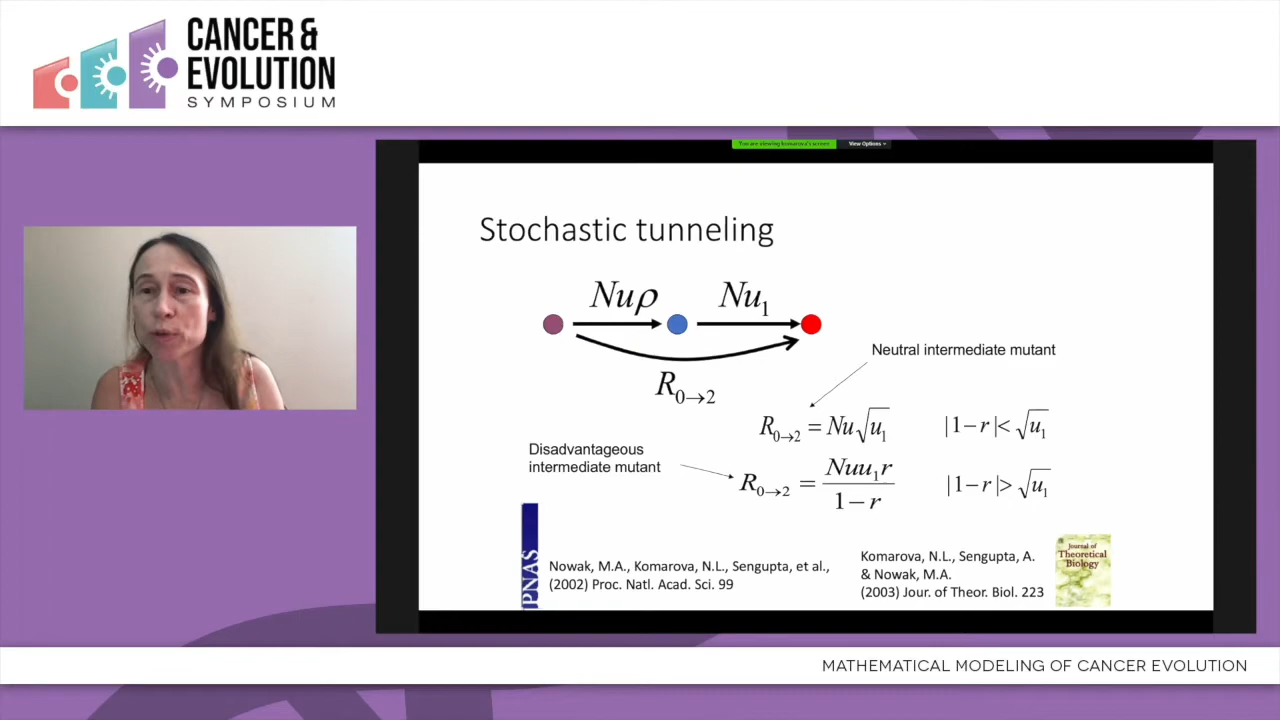 CANCER &
EVOLUTION
SYMPOSIUM
You are viewing komarova's screen
View Options
Stochastic tunneling
Nuρ
Nu₁
R₀→₂
Neutral intermediate mutant
R₀→₂ = Nu√u₁
|1−r|< √u₁
Disadvantageous
intermediate mutant
R₀→₂ = Nuu₁r / 1−r
|1−r|> √u₁
PNAS
Nowak, M.A., Komarova, N.L., Sengupta, et al.,
(2002) Proc. Natl. Acad. Sci. 99
Komarova, N.L., Sengupta, A.
& Nowak, M.A.
(2003) Jour. of Theor. Biol. 223
Journal of
Theoretical
Biology
MATHEMATICAL MODELING OF CANCER EVOLUTION